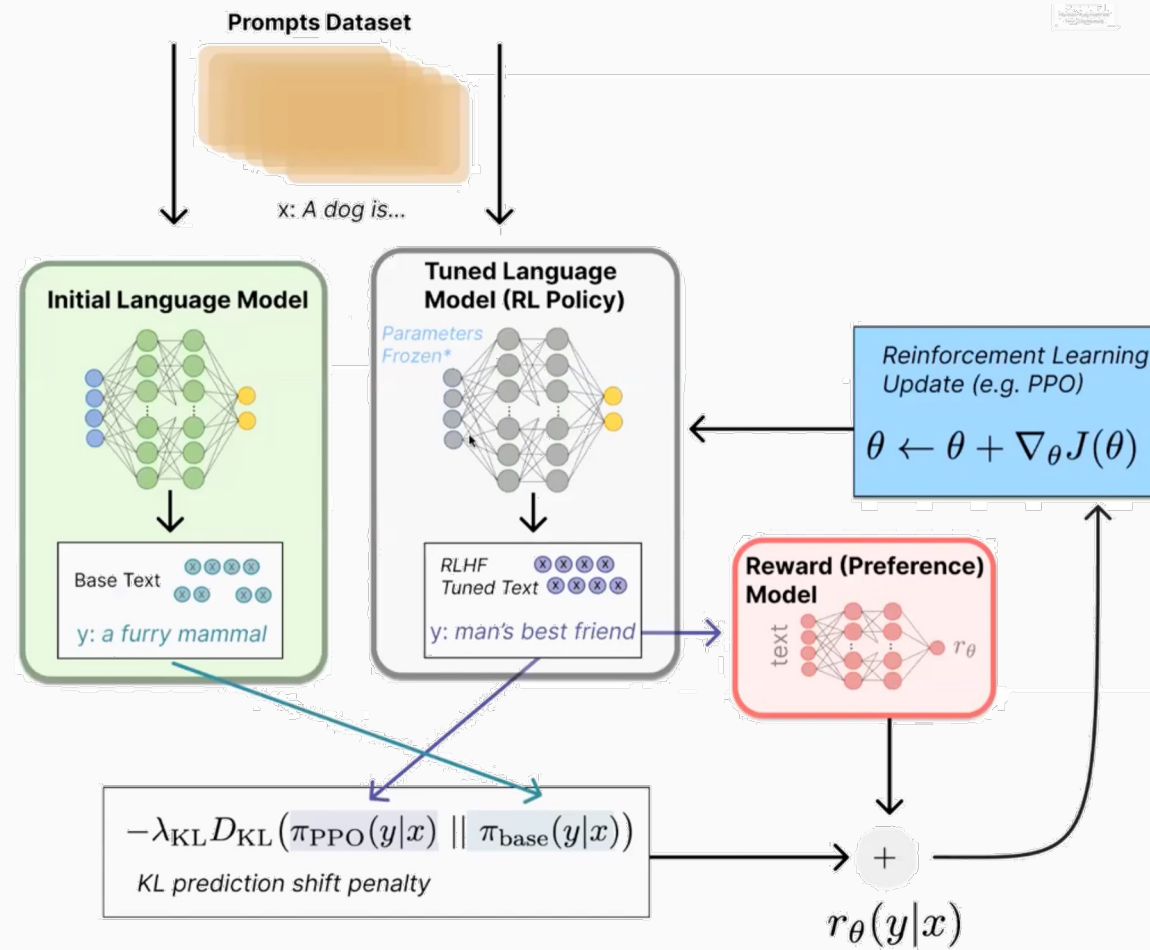 Prompts Dataset
x: A dog is...
Initial Language Model
Tuned Language
Model (RL Policy)
Parameters
Frozen*
Base Text
x x x x
x x x x
y: a furry mammal
RLHF
Tuned Text
x x x x
x x x x
y: man's best friend
Reinforcement Learning
Update (e.g. PPO)
θ ← θ + ∇θJ(θ)
Reward (Preference)
Model
text
rθ
−λKL DKL(πPPO(y|x) || πbase(y|x))
KL prediction shift penalty
+
rθ(y|x)